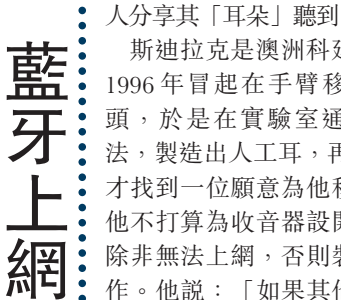 藍牙上網
人分享其「耳朵」聽到
斯迪拉克是澳洲科廷
1996 年冒起在手臂移
頭，於是在實驗室通
法，製造出人工耳，再
才找到一位願意為他
他不打算為收音器設開
除非無法上網，否則
作。他説：「如果其